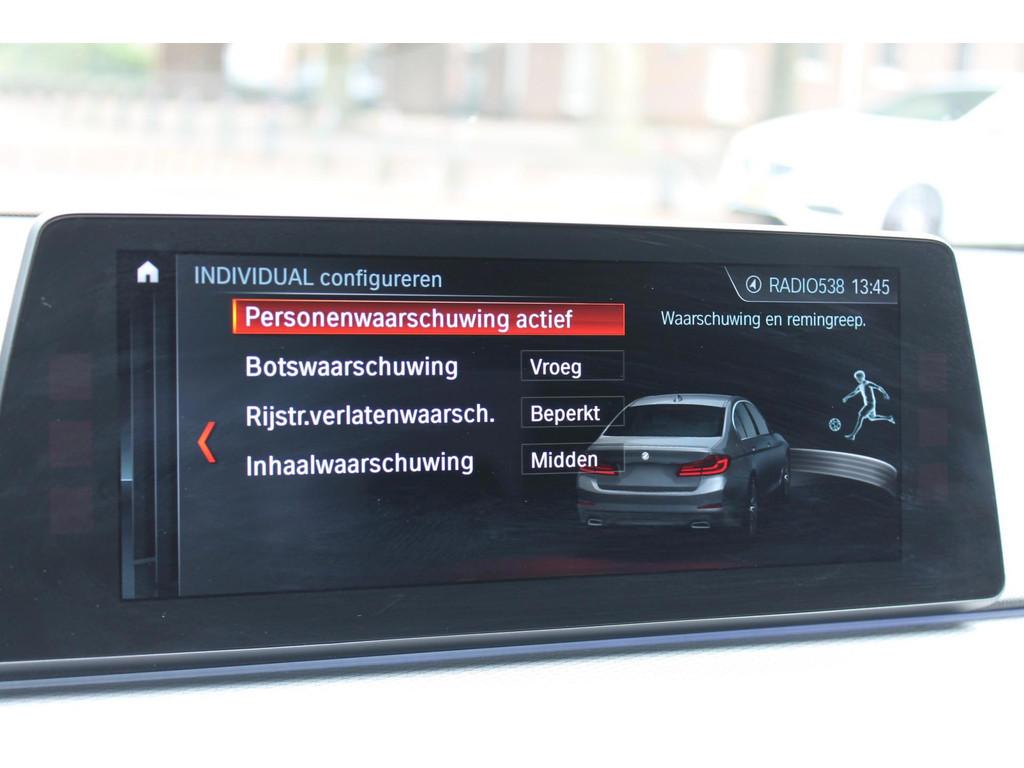 INDIVIDUAL configureren
RADIO538 13:45
Personenwaarschuwing actief
Waarschuwing en remingreep.
Botswaarschuwing Vroeg
Rijstr.verlatenwaarsch. Beperkt
Inhaalwaarschuwing Midden